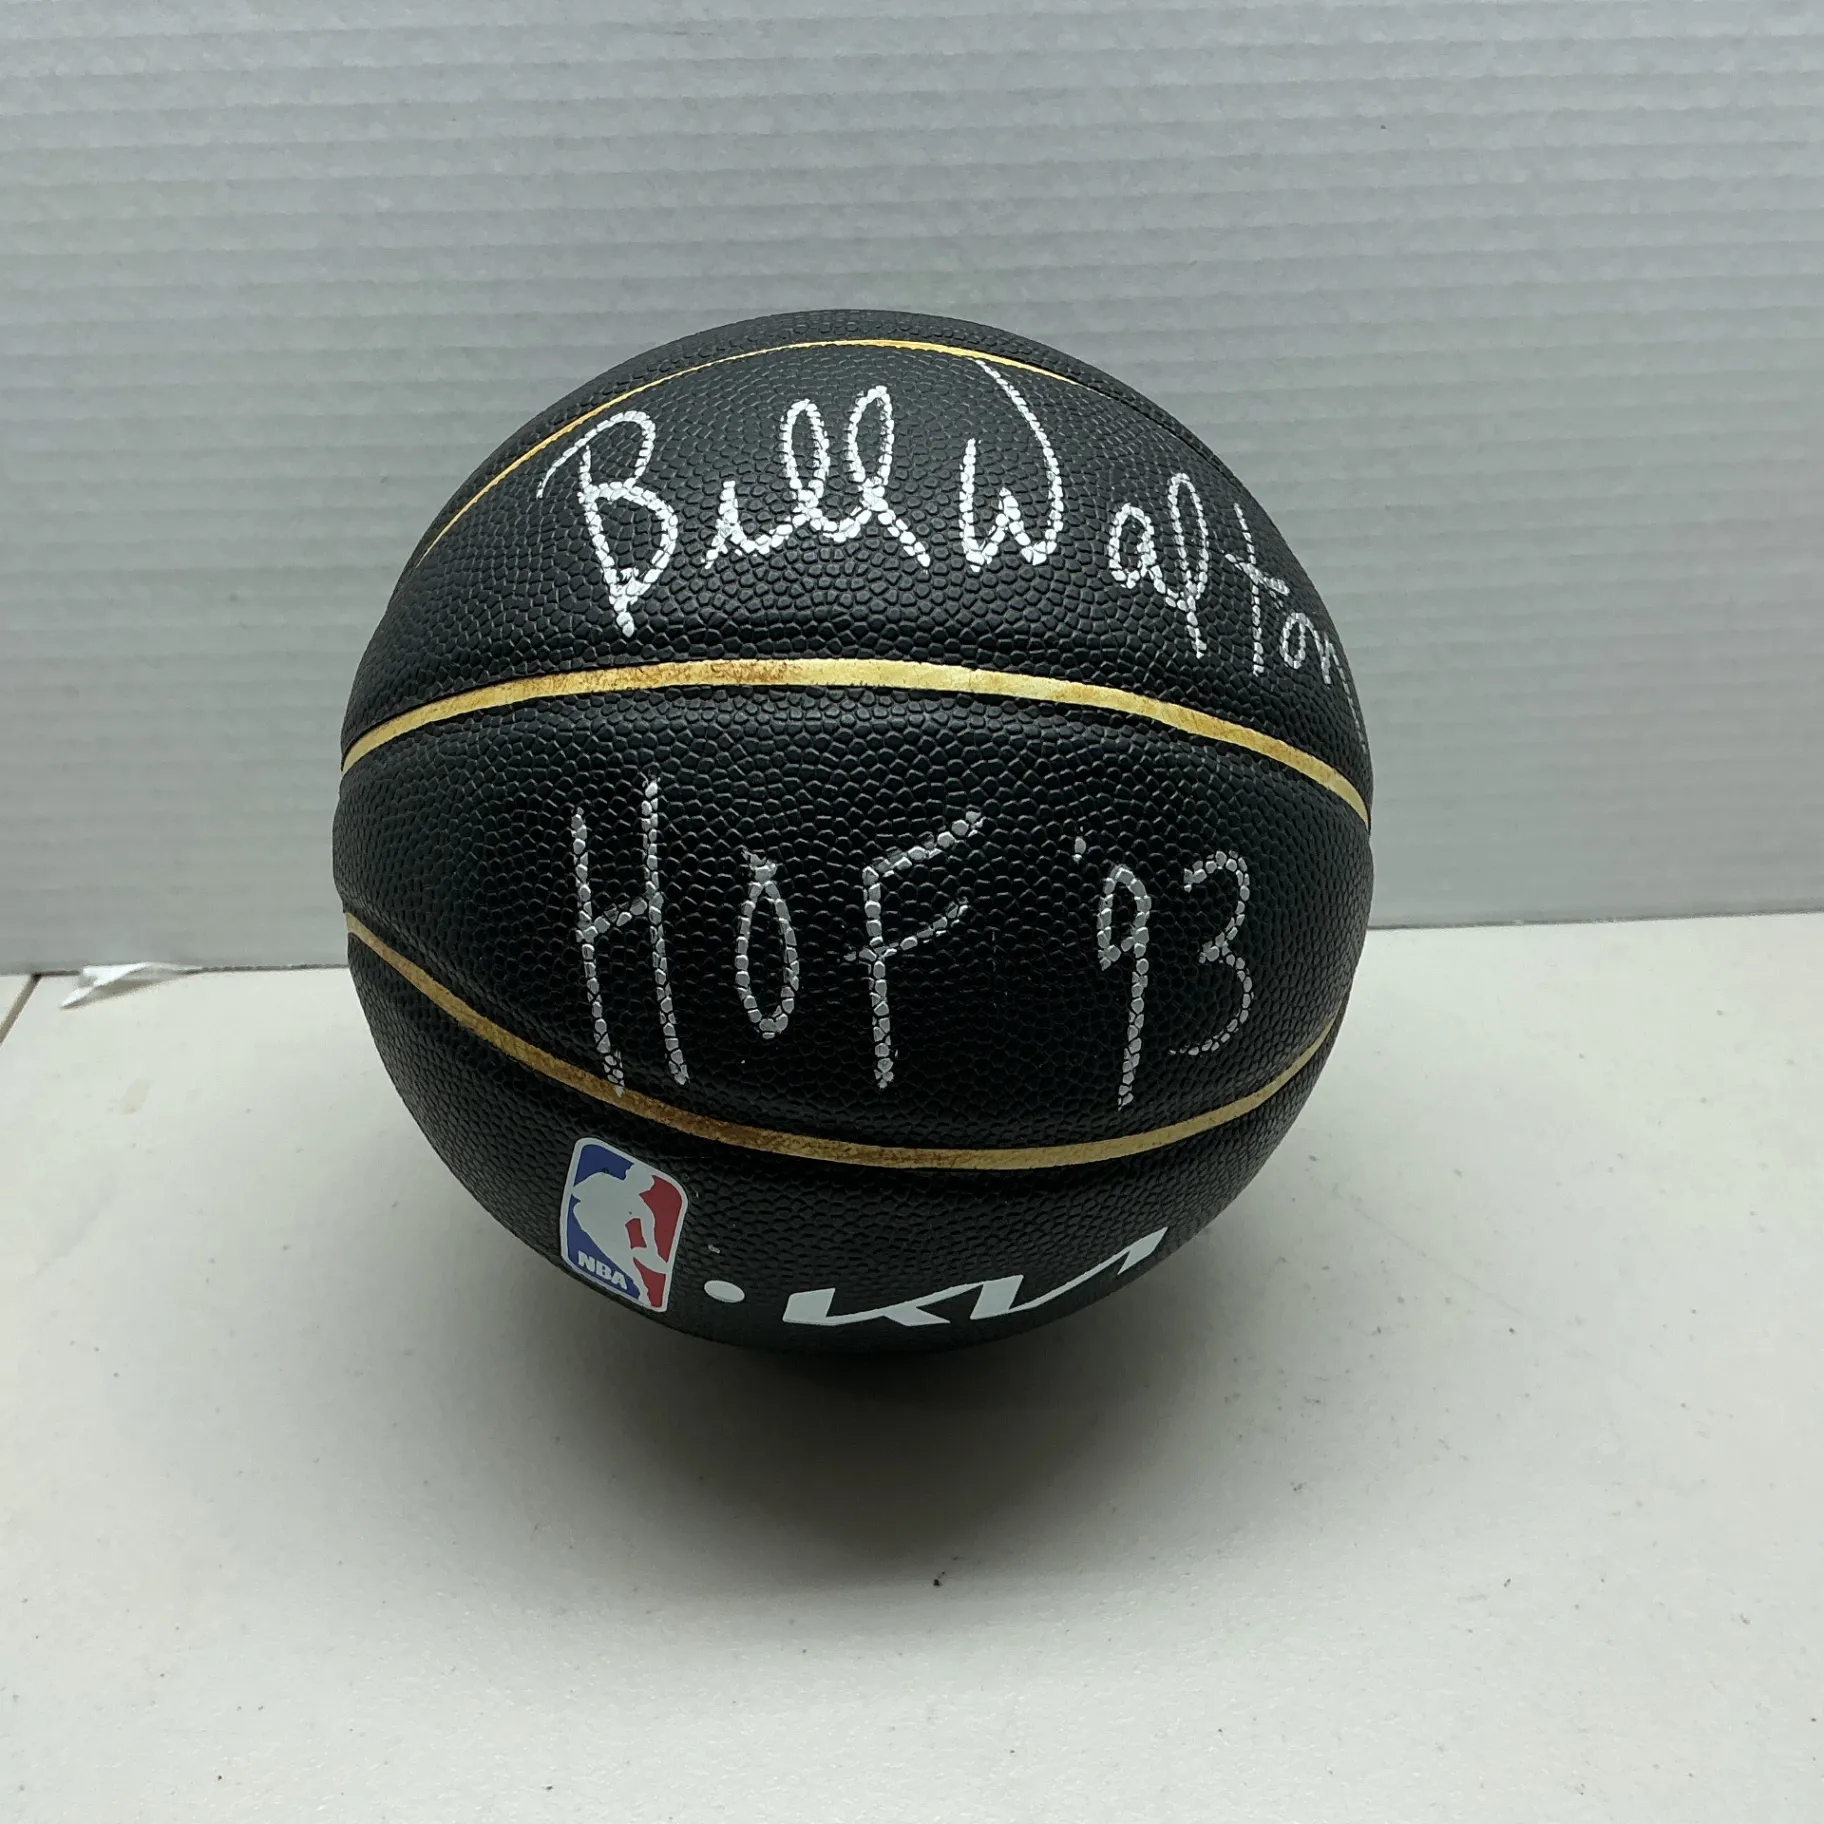 Bill Walton
HOF '93
NBA
KIA